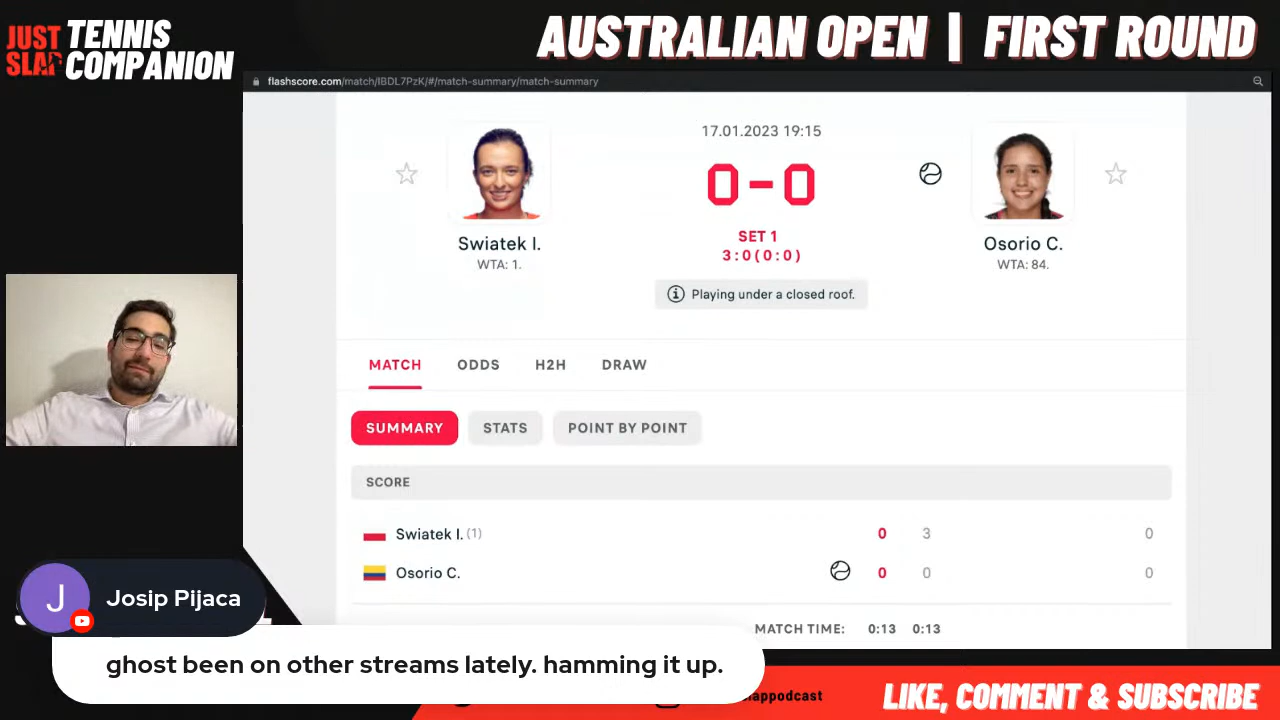 JUST TENNIS
SLAP COMPANION
AUSTRALIAN OPEN | FIRST ROUND
flashscore.com/match/IBDL7PzK/#/match-summary/match-summary
17.01.2023 19:15
0-0
Swiatek I.
WTA: 1.
SET 1
3 : 0 ( 0 : 0 )
Osorio C.
WTA: 84.
Playing under a closed roof.
MATCH ODDS H2H DRAW
SUMMARY STATS POINT BY POINT
SCORE
Swiatek I. (1) 0 3 0
Osorio C. 0 0 0
MATCH TIME: 0:13 0:13
J Josip Pijaca
ghost been on other streams lately. hamming it up.
LIKE, COMMENT & SUBSCRIBE